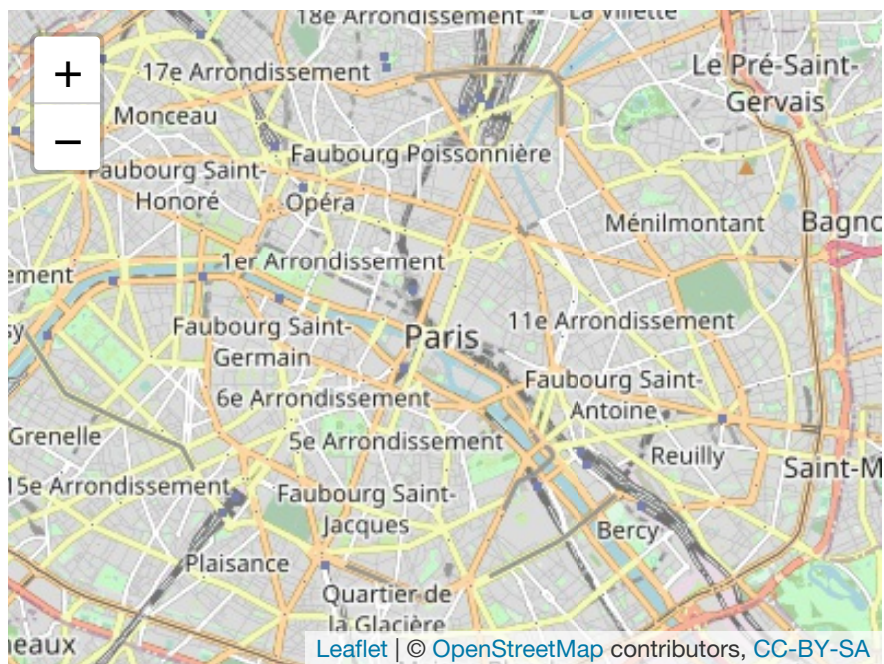 18e Arrondissement
La Villette
+
17e Arrondissement
Le Pré-Saint-
Gervais
Monceau
−
Faubourg Poissonnière
Faubourg Saint-
Honoré
Opéra
Ménilmontant
Bagno
1er Arrondissement
ement
Faubourg Saint-
Germain
Paris
11e Arrondissement
sy
6e Arrondissement
Faubourg Saint-
Antoine
Grenelle
5e Arrondissement
Reuilly
Saint-M
15e Arrondissement
Faubourg Saint-
Jacques
Bercy
Plaisance
Quartier de
la Glacière
neaux
Leaflet | © OpenStreetMap contributors, CC-BY-SA